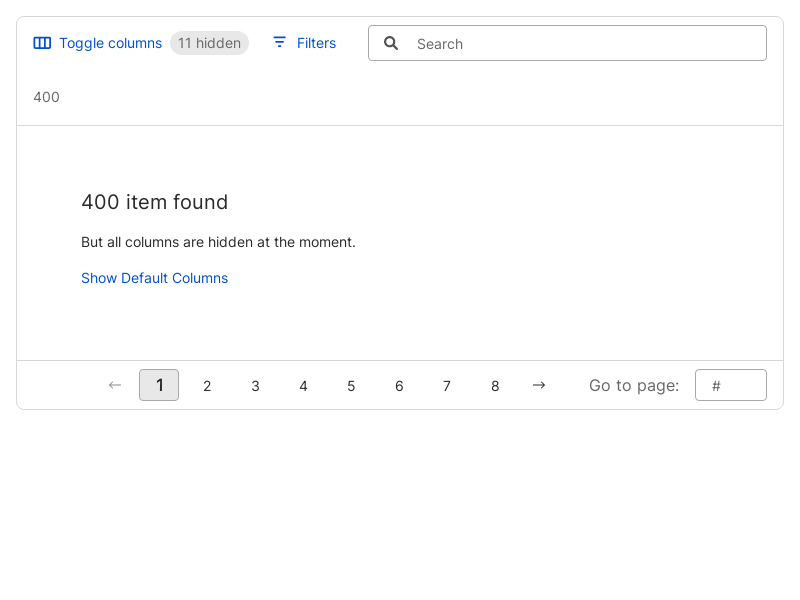 Toggle columns 11 hidden Filters Search
400
400 item found
But all columns are hidden at the moment.
Show Default Columns
← 1 2 3 4 5 6 7 8 → Go to page: #